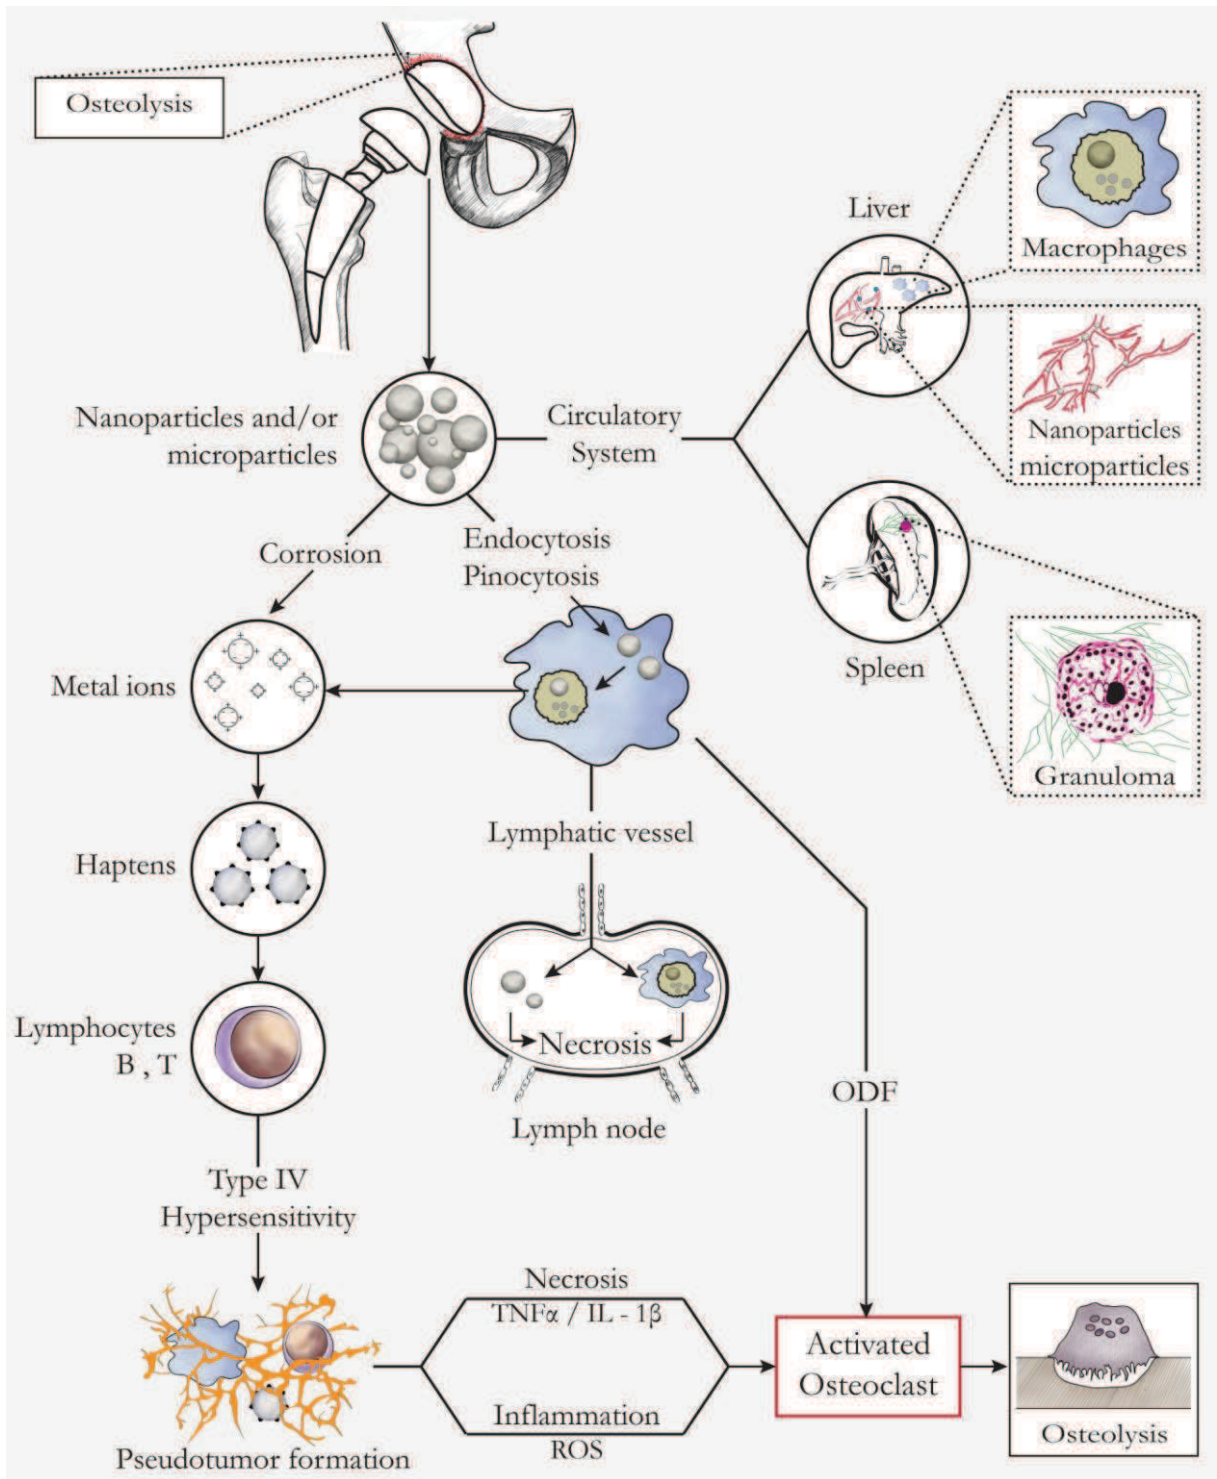 Osteolysis
Macrophages
Liver
Nanoparticles
microparticles
Nanoparticles and/or
microparticles
Circulatory
System
Corrosion
Endocytosis
Pinocytosis
Spleen
Granuloma
Metal ions
Lymphatic vessel
Haptens
Necrosis
Lymphocytes
B , T
ODF
Lymph node
Type IV
Hypersensitivity
Necrosis
TNFα / IL - 1β
Activated
Osteoclast
Inflammation
ROS
Osteolysis
Pseudotumor formation